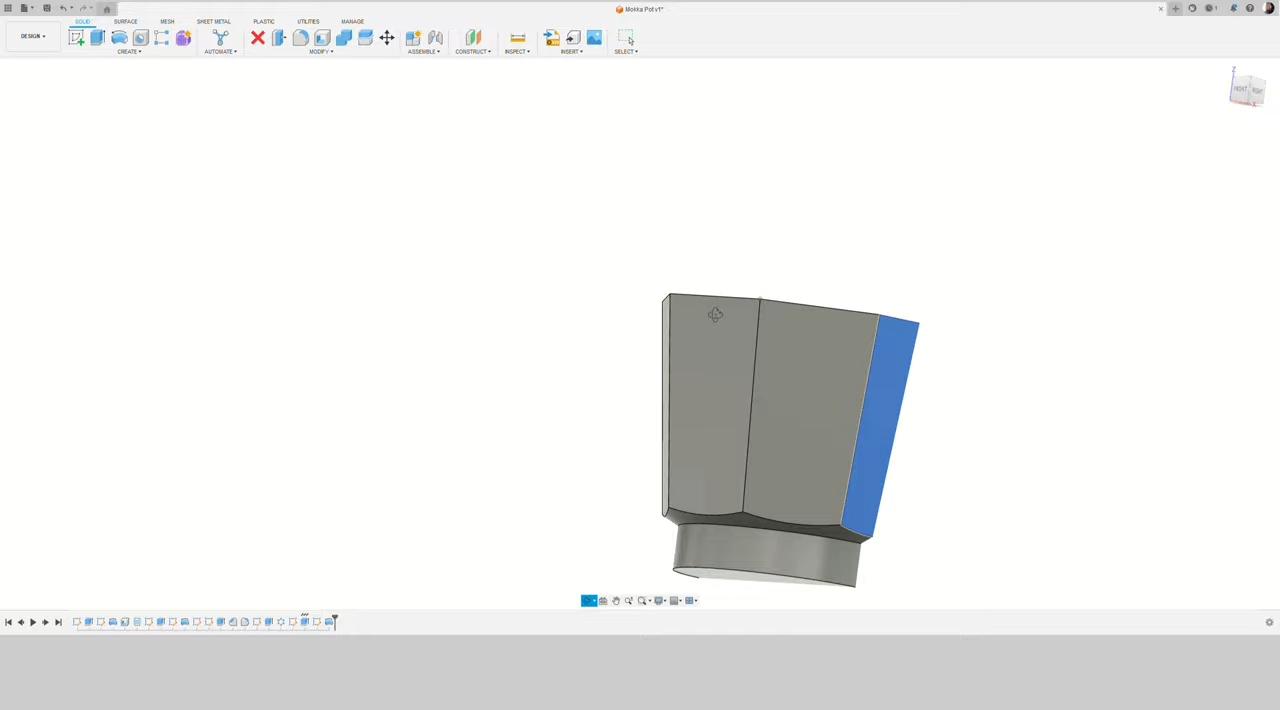 Mokka Pot v1*
SOLID SURFACE MESH SHEET METAL PLASTIC UTILITIES MANAGE
DESIGN
CREATE AUTOMATE MODIFY ASSEMBLE CONSTRUCT INSPECT INSERT SELECT
Z
FRONT RIGHT
X